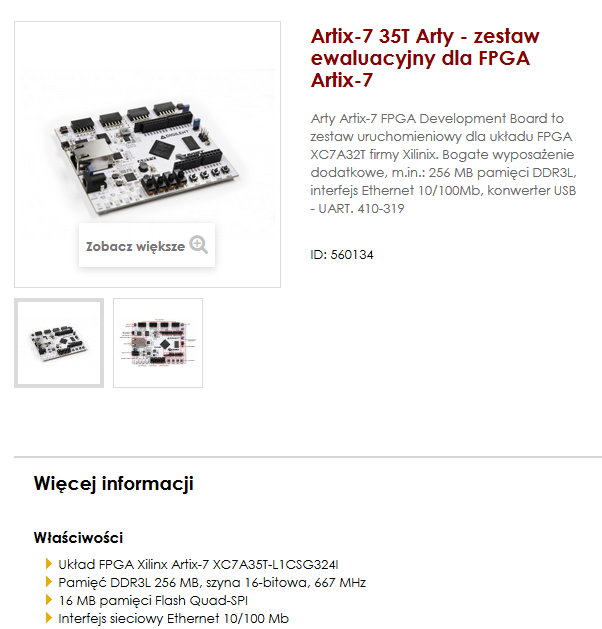 Artix-7 35T Arty - zestaw
ewaluacyjny dla FPGA
Artix-7
Arty Artix-7 FPGA Development Board to
zestaw uruchomieniowy dla układu FPGA
XC7A32T firmy Xilinix. Bogate wyposażenie
dodatkowe, m.in.: 256 MB pamięci DDR3L,
interfejs Ethernet 10/100Mb, konwerter USB
- UART. 410-319
ID: 560134
Zobacz większe
Więcej informacji
Właściwości
Układ FPGA Xilinx Artix-7 XC7A35T-L1CSG324I
Pamięć DDR3L 256 MB, szyna 16-bitowa, 667 MHz
16 MB pamięci Flash Quad-SPI
Interfejs sieciowy Ethernet 10/100 Mb